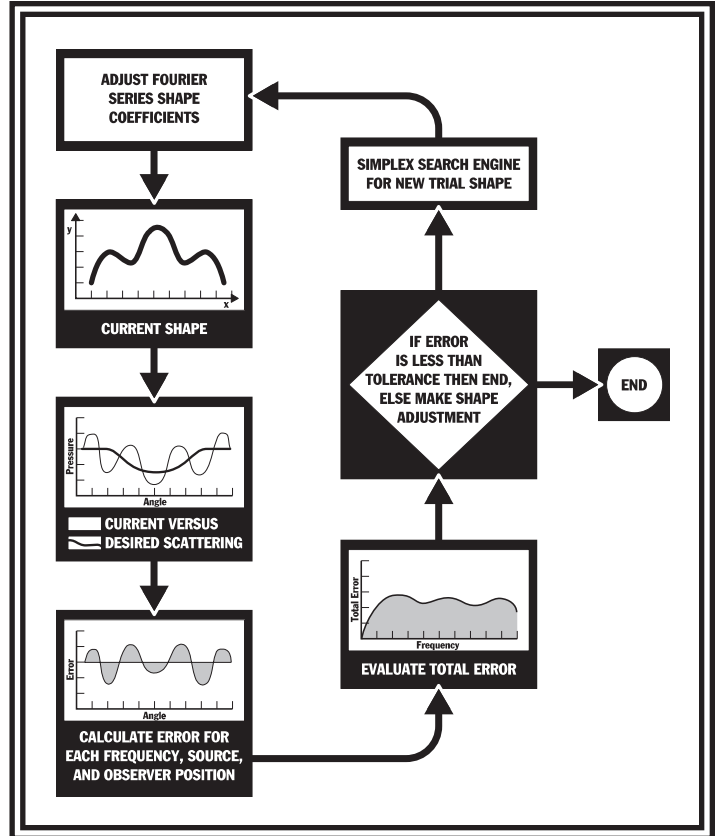 ADJUST FOURIER
SERIES SHAPE
COEFFICIENTS
y
x
CURRENT SHAPE
Pressure
Angle
CURRENT VERSUS
DESIRED SCATTERING
Error
Angle
CALCULATE ERROR FOR
EACH FREQUENCY, SOURCE,
AND OBSERVER POSITION
Total Error
Frequency
EVALUATE TOTAL ERROR
IF ERROR
IS LESS THAN
TOLERANCE THEN END,
ELSE MAKE SHAPE
ADJUSTMENT
END
SIMPLEX SEARCH ENGINE
FOR NEW TRIAL SHAPE